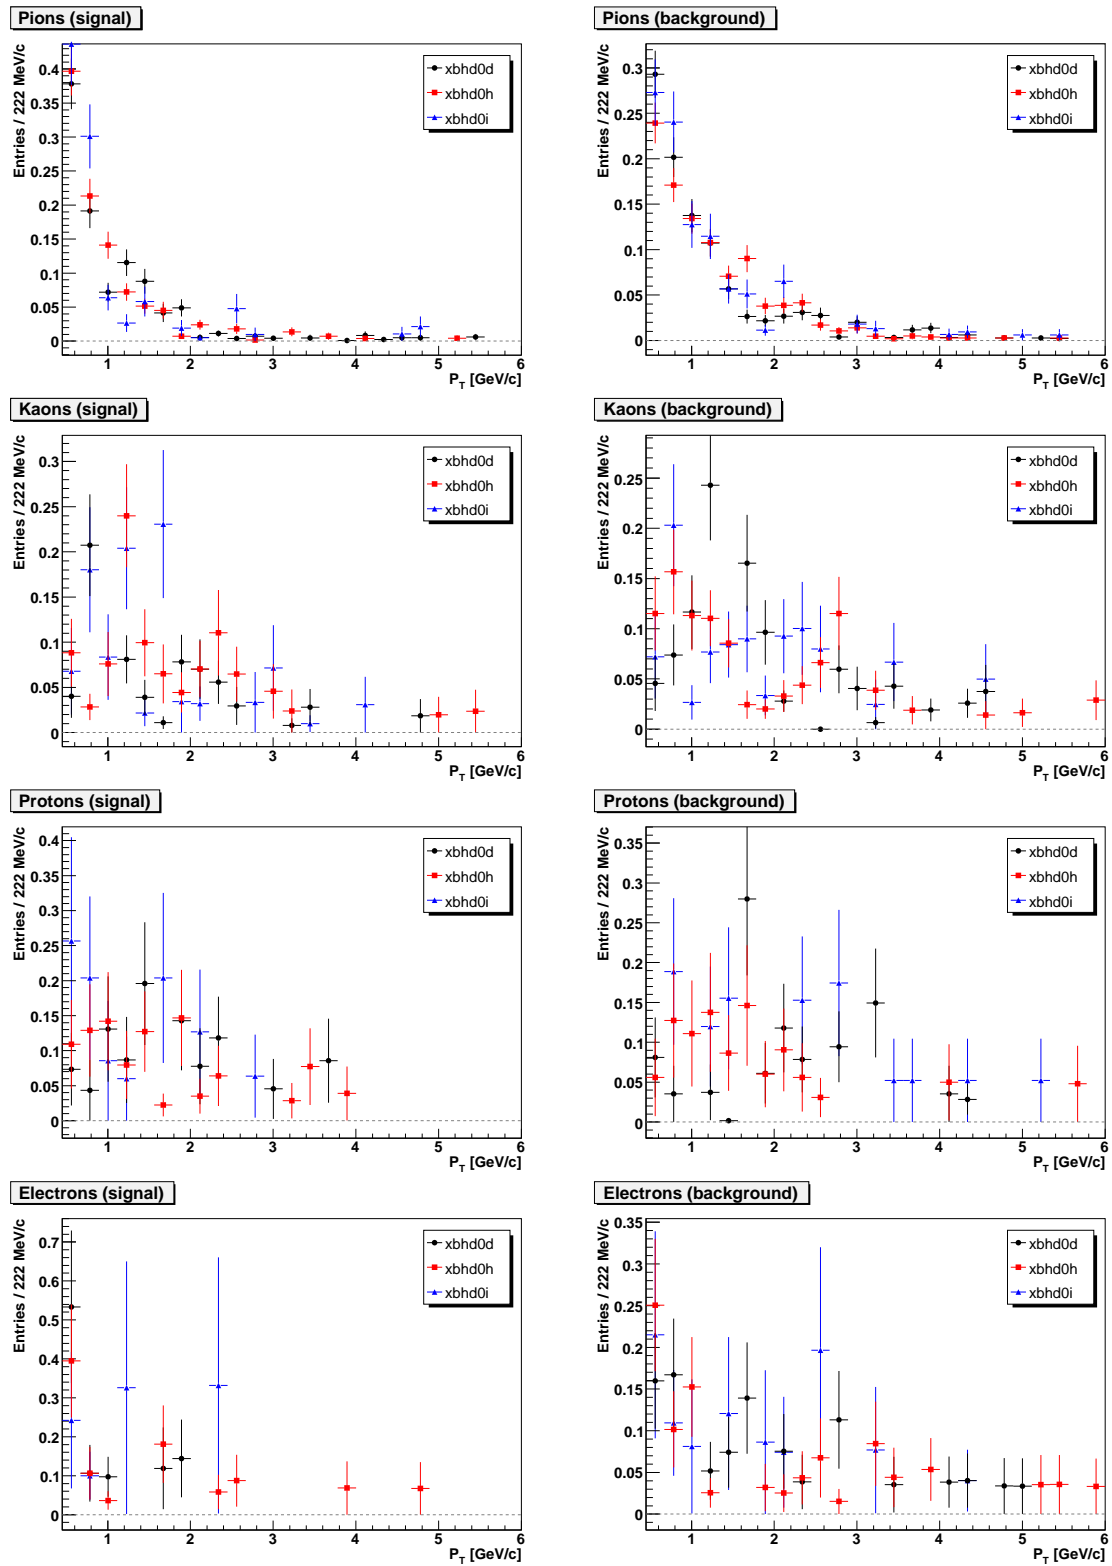 Pions (signal)
Entries / 222 MeV/c
0.4
0.35
0.3
0.25
0.2
0.15
0.1
0.05
0
xbhd0d
xbhd0h
xbhd0i
1 2 3 4 5 6
P_T [GeV/c]
Pions (background)
Entries / 222 MeV/c
0.3
0.25
0.2
0.15
0.1
0.05
0
xbhd0d
xbhd0h
xbhd0i
1 2 3 4 5 6
P_T [GeV/c]
Kaons (signal)
Entries / 222 MeV/c
0.3
0.25
0.2
0.15
0.1
0.05
0
xbhd0d
xbhd0h
xbhd0i
1 2 3 4 5 6
P_T [GeV/c]
Kaons (background)
Entries / 222 MeV/c
0.25
0.2
0.15
0.1
0.05
0
xbhd0d
xbhd0h
xbhd0i
1 2 3 4 5 6
P_T [GeV/c]
Protons (signal)
Entries / 222 MeV/c
0.4
0.35
0.3
0.25
0.2
0.15
0.1
0.05
0
xbhd0d
xbhd0h
xbhd0i
1 2 3 4 5 6
P_T [GeV/c]
Protons (background)
Entries / 222 MeV/c
0.35
0.3
0.25
0.2
0.15
0.1
0.05
0
xbhd0d
xbhd0h
xbhd0i
1 2 3 4 5 6
P_T [GeV/c]
Electrons (signal)
Entries / 222 MeV/c
0.7
0.6
0.5
0.4
0.3
0.2
0.1
0
xbhd0d
xbhd0h
xbhd0i
1 2 3 4 5 6
P_T [GeV/c]
Electrons (background)
Entries / 222 MeV/c
0.35
0.3
0.25
0.2
0.15
0.1
0.05
0
xbhd0d
xbhd0h
xbhd0i
1 2 3 4 5 6
P_T [GeV/c]